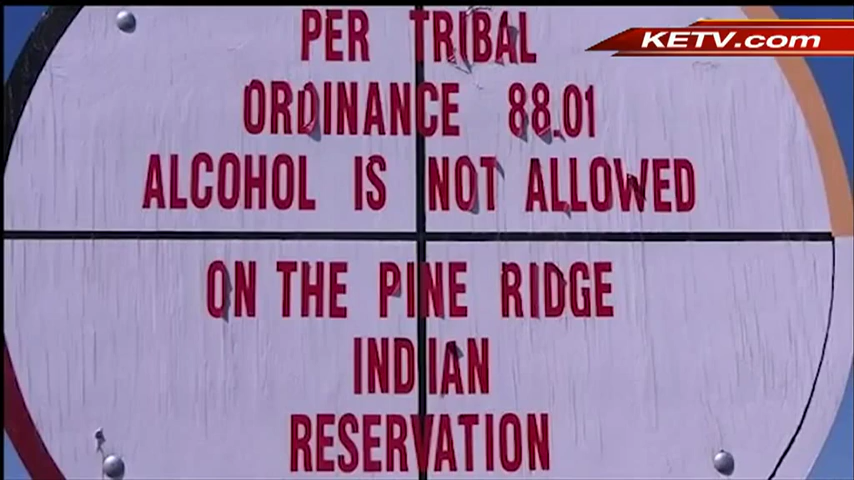 KETV.com
PER TRIBAL
ORDINANCE 88.01
ALCOHOL IS NOT ALLOWED
ON THE PINE RIDGE
INDIAN
RESERVATION